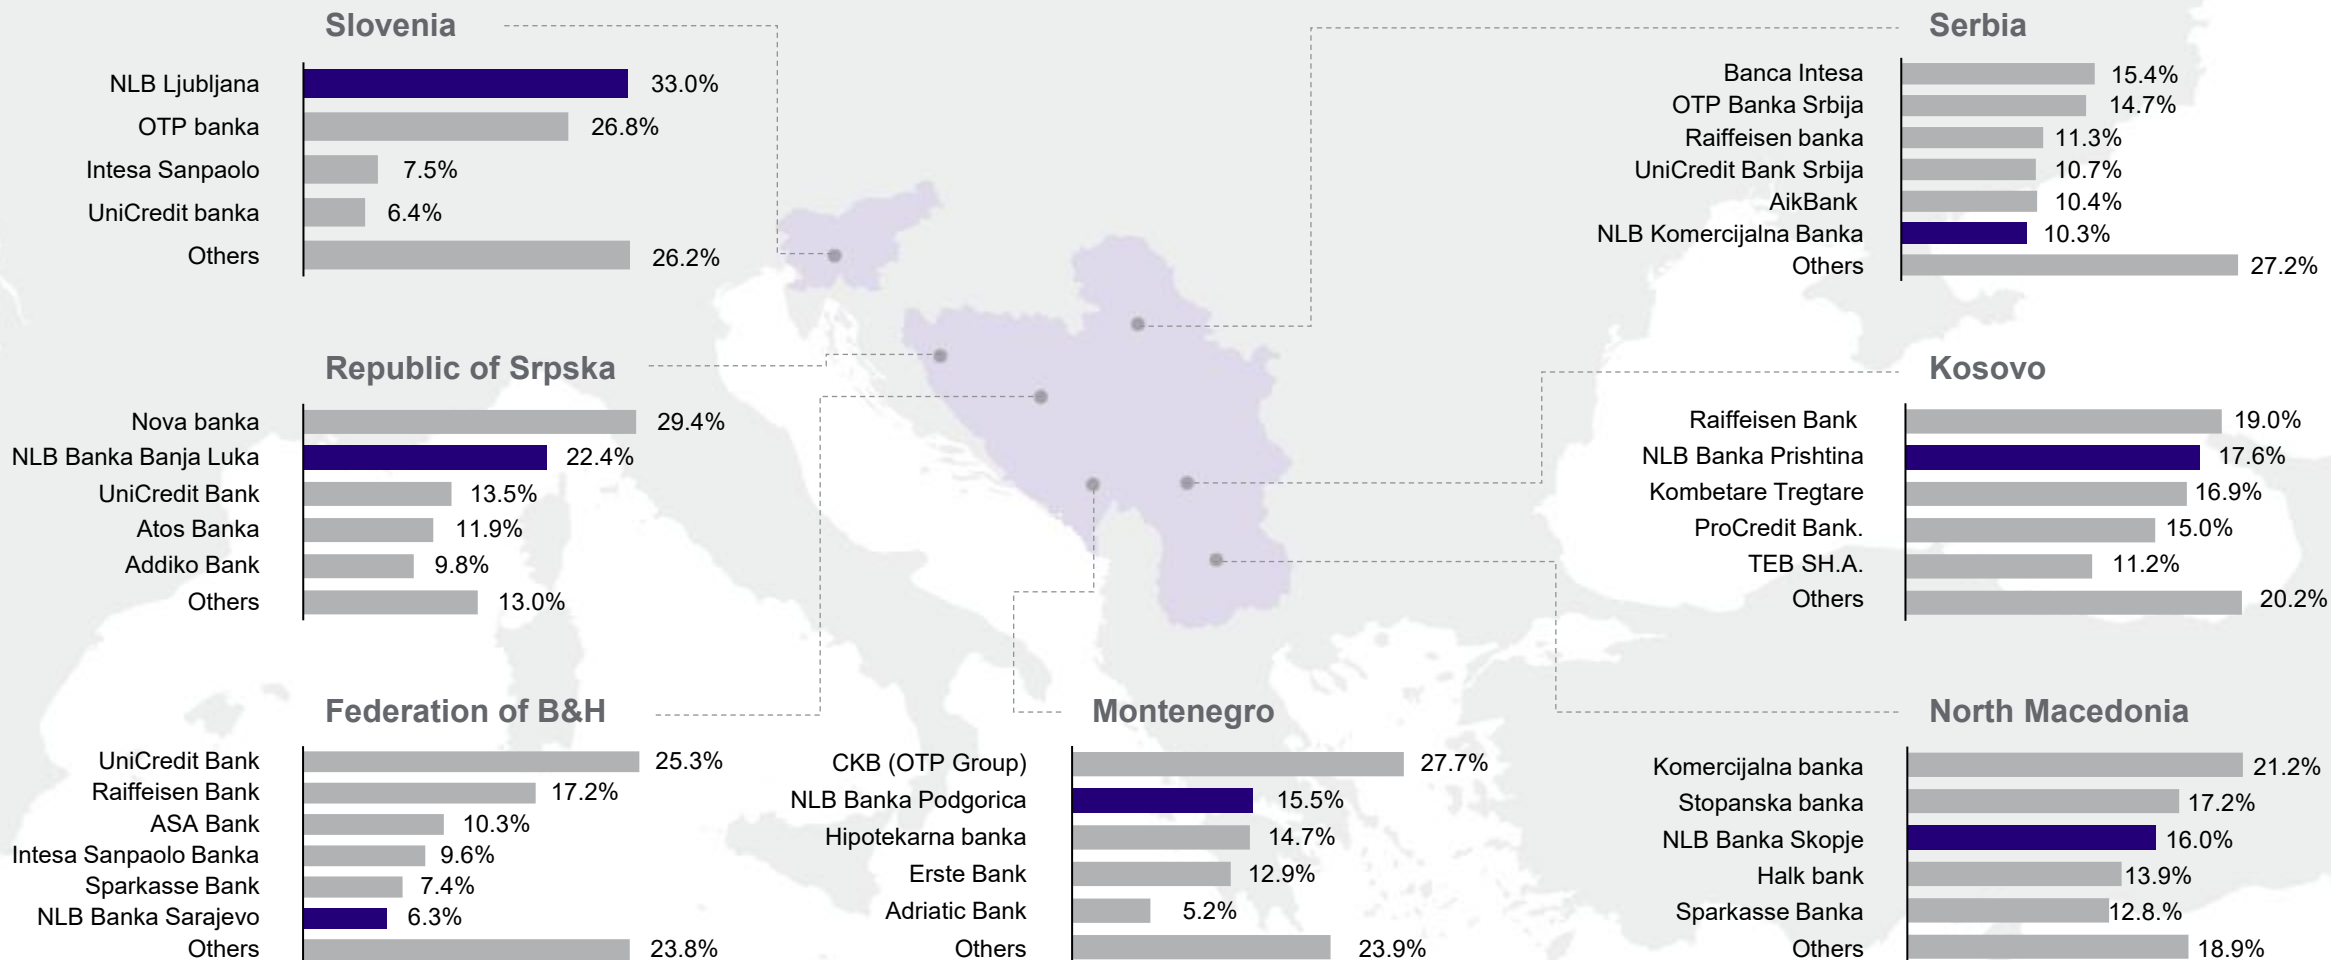 Slovenia
NLB Ljubljana 33.0%
OTP banka 26.8%
Intesa Sanpaolo 7.5%
UniCredit banka 6.4%
Others 26.2%
Serbia
Banca Intesa 15.4%
OTP Banka Srbija 14.7%
Raiffeisen banka 11.3%
UniCredit Bank Srbija 10.7%
AikBank 10.4%
NLB Komercijalna Banka 10.3%
Others 27.2%
Republic of Srpska
Nova banka 29.4%
NLB Banka Banja Luka 22.4%
UniCredit Bank 13.5%
Atos Banka 11.9%
Addiko Bank 9.8%
Others 13.0%
Kosovo
Raiffeisen Bank 19.0%
NLB Banka Prishtina 17.6%
Kombetare Tregtare 16.9%
ProCredit Bank. 15.0%
TEB SH.A. 11.2%
Others 20.2%
Federation of B&H
UniCredit Bank 25.3%
Raiffeisen Bank 17.2%
ASA Bank 10.3%
Intesa Sanpaolo Banka 9.6%
Sparkasse Bank 7.4%
NLB Banka Sarajevo 6.3%
Others 23.8%
Montenegro
CKB (OTP Group) 27.7%
NLB Banka Podgorica 15.5%
Hipotekarna banka 14.7%
Erste Bank 12.9%
Adriatic Bank 5.2%
Others 23.9%
North Macedonia
Komercijalna banka 21.2%
Stopanska banka 17.2%
NLB Banka Skopje 16.0%
Halk bank 13.9%
Sparkasse Banka 12.8.%
Others 18.9%